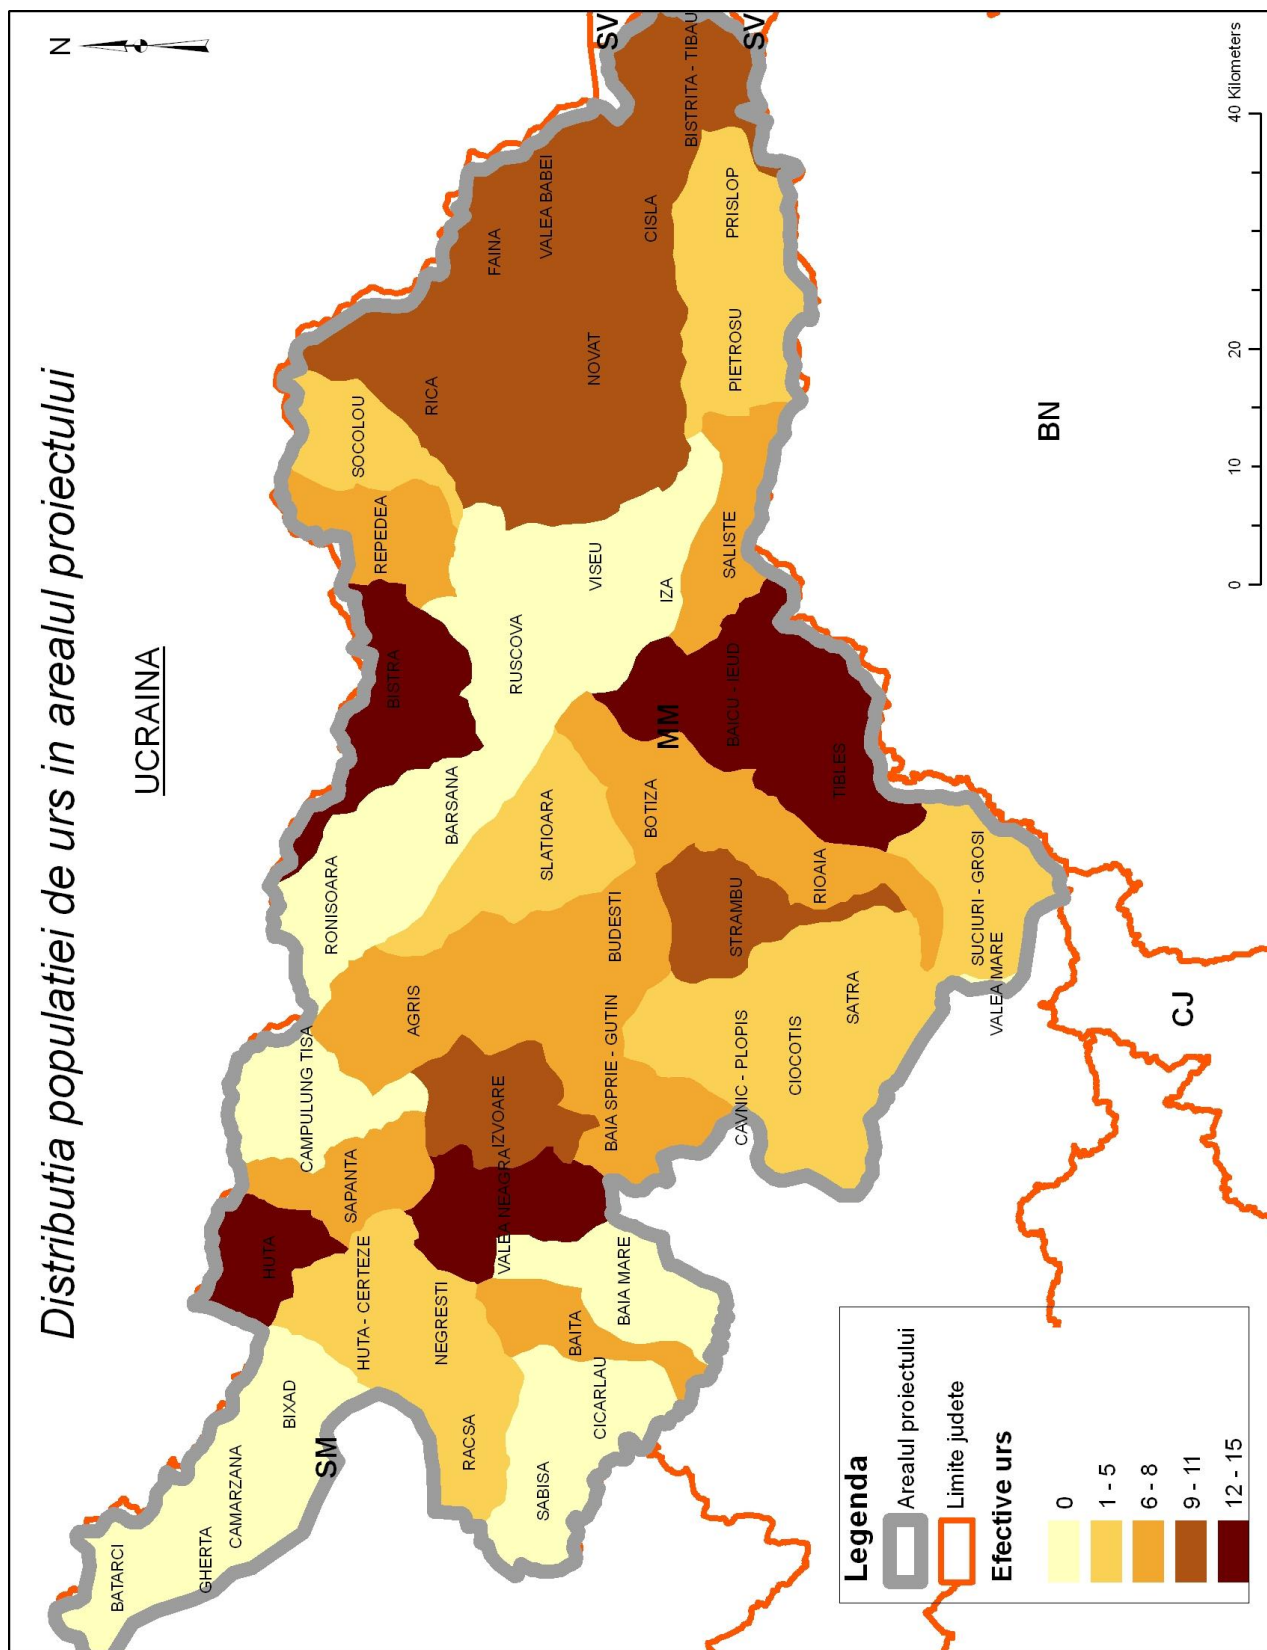 Distributia populatiei de urs in arealul proiectului
N
UCRAINA
BATARCI
GHERTA
CAMARZANA
BIXAD
SM
HUTA
HUTA - CERTEZE
SAPANTA
CAMPULUNG TISA
RONISOARA
NEGRESTI
RACSA
SABISA
CICARLAU
BAITA
BAIA MARE
VALEA NEAGRA
IZVOARE
AGRIS
BAIA SPRIE - GUTIN
BUDESTI
BARSANA
SLATIOARA
BISTRA
REPEDEA
SOCOLOU
RICA
FAINA
VALEA BABEI
RUSCOVA
VISEU
NOVAT
CISLA
BISTRITA - TIBAU
SV
SV
IZA
MM
BOTIZA
STRAMBU
CAVNIC - PLOPIS
CIOCOTIS
SATRA
RIOAIA
TIBLES
BAICU - IEUD
SALISTE
PIETROSU
PRISLOP
SUCIURI - GROSI
VALEA MARE
BN
CJ
Legenda
Arealul proiectului
Limite judete
Efective urs
0
1 - 5
6 - 8
9 - 11
12 - 15
0 10 20 40 Kilometers